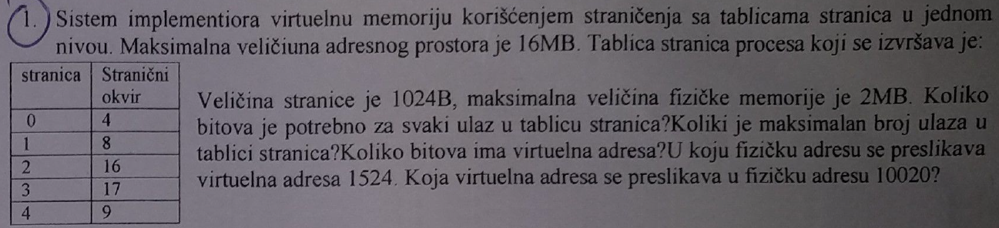 1. Sistem implementiora virtuelnu memoriju korišćenjem straničenja sa tablicama stranica u jednom
nivou. Maksimalna veličiuna adresnog prostora je 16MB. Tablica stranica procesa koji se izvršava je:
stranica Stranični
okvir
0 4
1 8
2 16
3 17
4 9
Veličina stranice je 1024B, maksimalna veličina fizičke memorije je 2MB. Koliko
bitova je potrebno za svaki ulaz u tablicu stranica?Koliki je maksimalan broj ulaza u
tablici stranica?Koliko bitova ima virtuelna adresa?U koju fizičku adresu se preslikava
virtuelna adresa 1524. Koja virtuelna adresa se preslikava u fizičku adresu 10020?